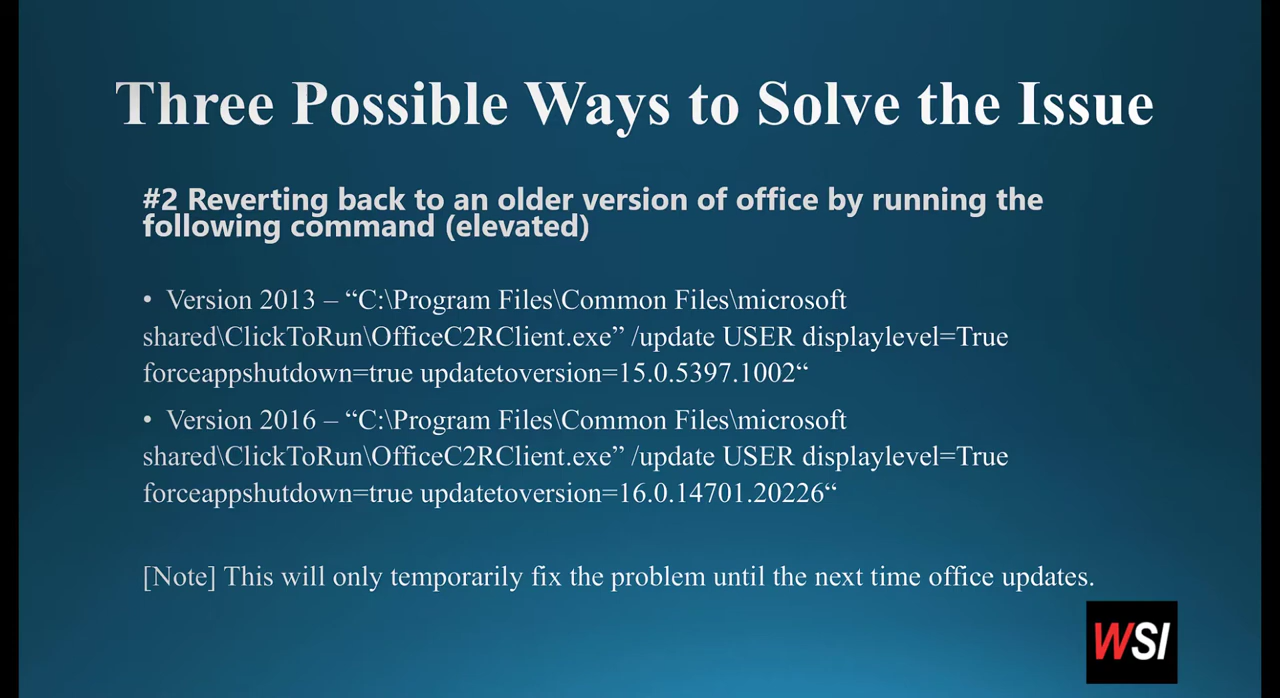 Three Possible Ways to Solve the Issue
#2 Reverting back to an older version of office by running the
following command (elevated)
• Version 2013 – “C:\Program Files\Common Files\microsoft
shared\ClickToRun\OfficeC2RClient.exe” /update USER displaylevel=True
forceappshutdown=true updatetoversion=15.0.5397.1002“
• Version 2016 – “C:\Program Files\Common Files\microsoft
shared\ClickToRun\OfficeC2RClient.exe” /update USER displaylevel=True
forceappshutdown=true updatetoversion=16.0.14701.20226“
[Note] This will only temporarily fix the problem until the next time office updates.
WSI